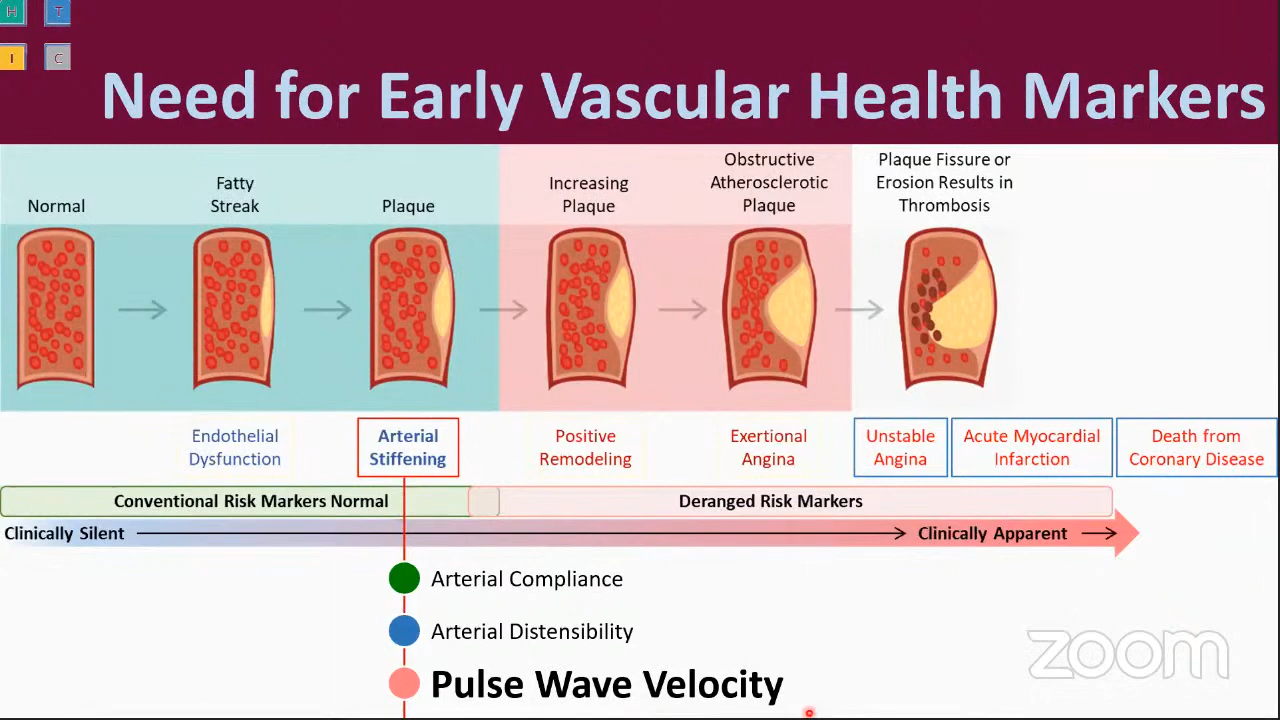 H T
I C
Need for Early Vascular Health Markers
Normal
Fatty
Streak
Plaque
Increasing
Plaque
Obstructive
Atherosclerotic
Plaque
Plaque Fissure or
Erosion Results in
Thrombosis
Endothelial
Dysfunction
Arterial
Stiffening
Positive
Remodeling
Exertional
Angina
Unstable
Angina
Acute Myocardial
Infarction
Death from
Coronary Disease
Conventional Risk Markers Normal
Deranged Risk Markers
Clinically Silent
Clinically Apparent
Arterial Compliance
Arterial Distensibility
Pulse Wave Velocity
zoom